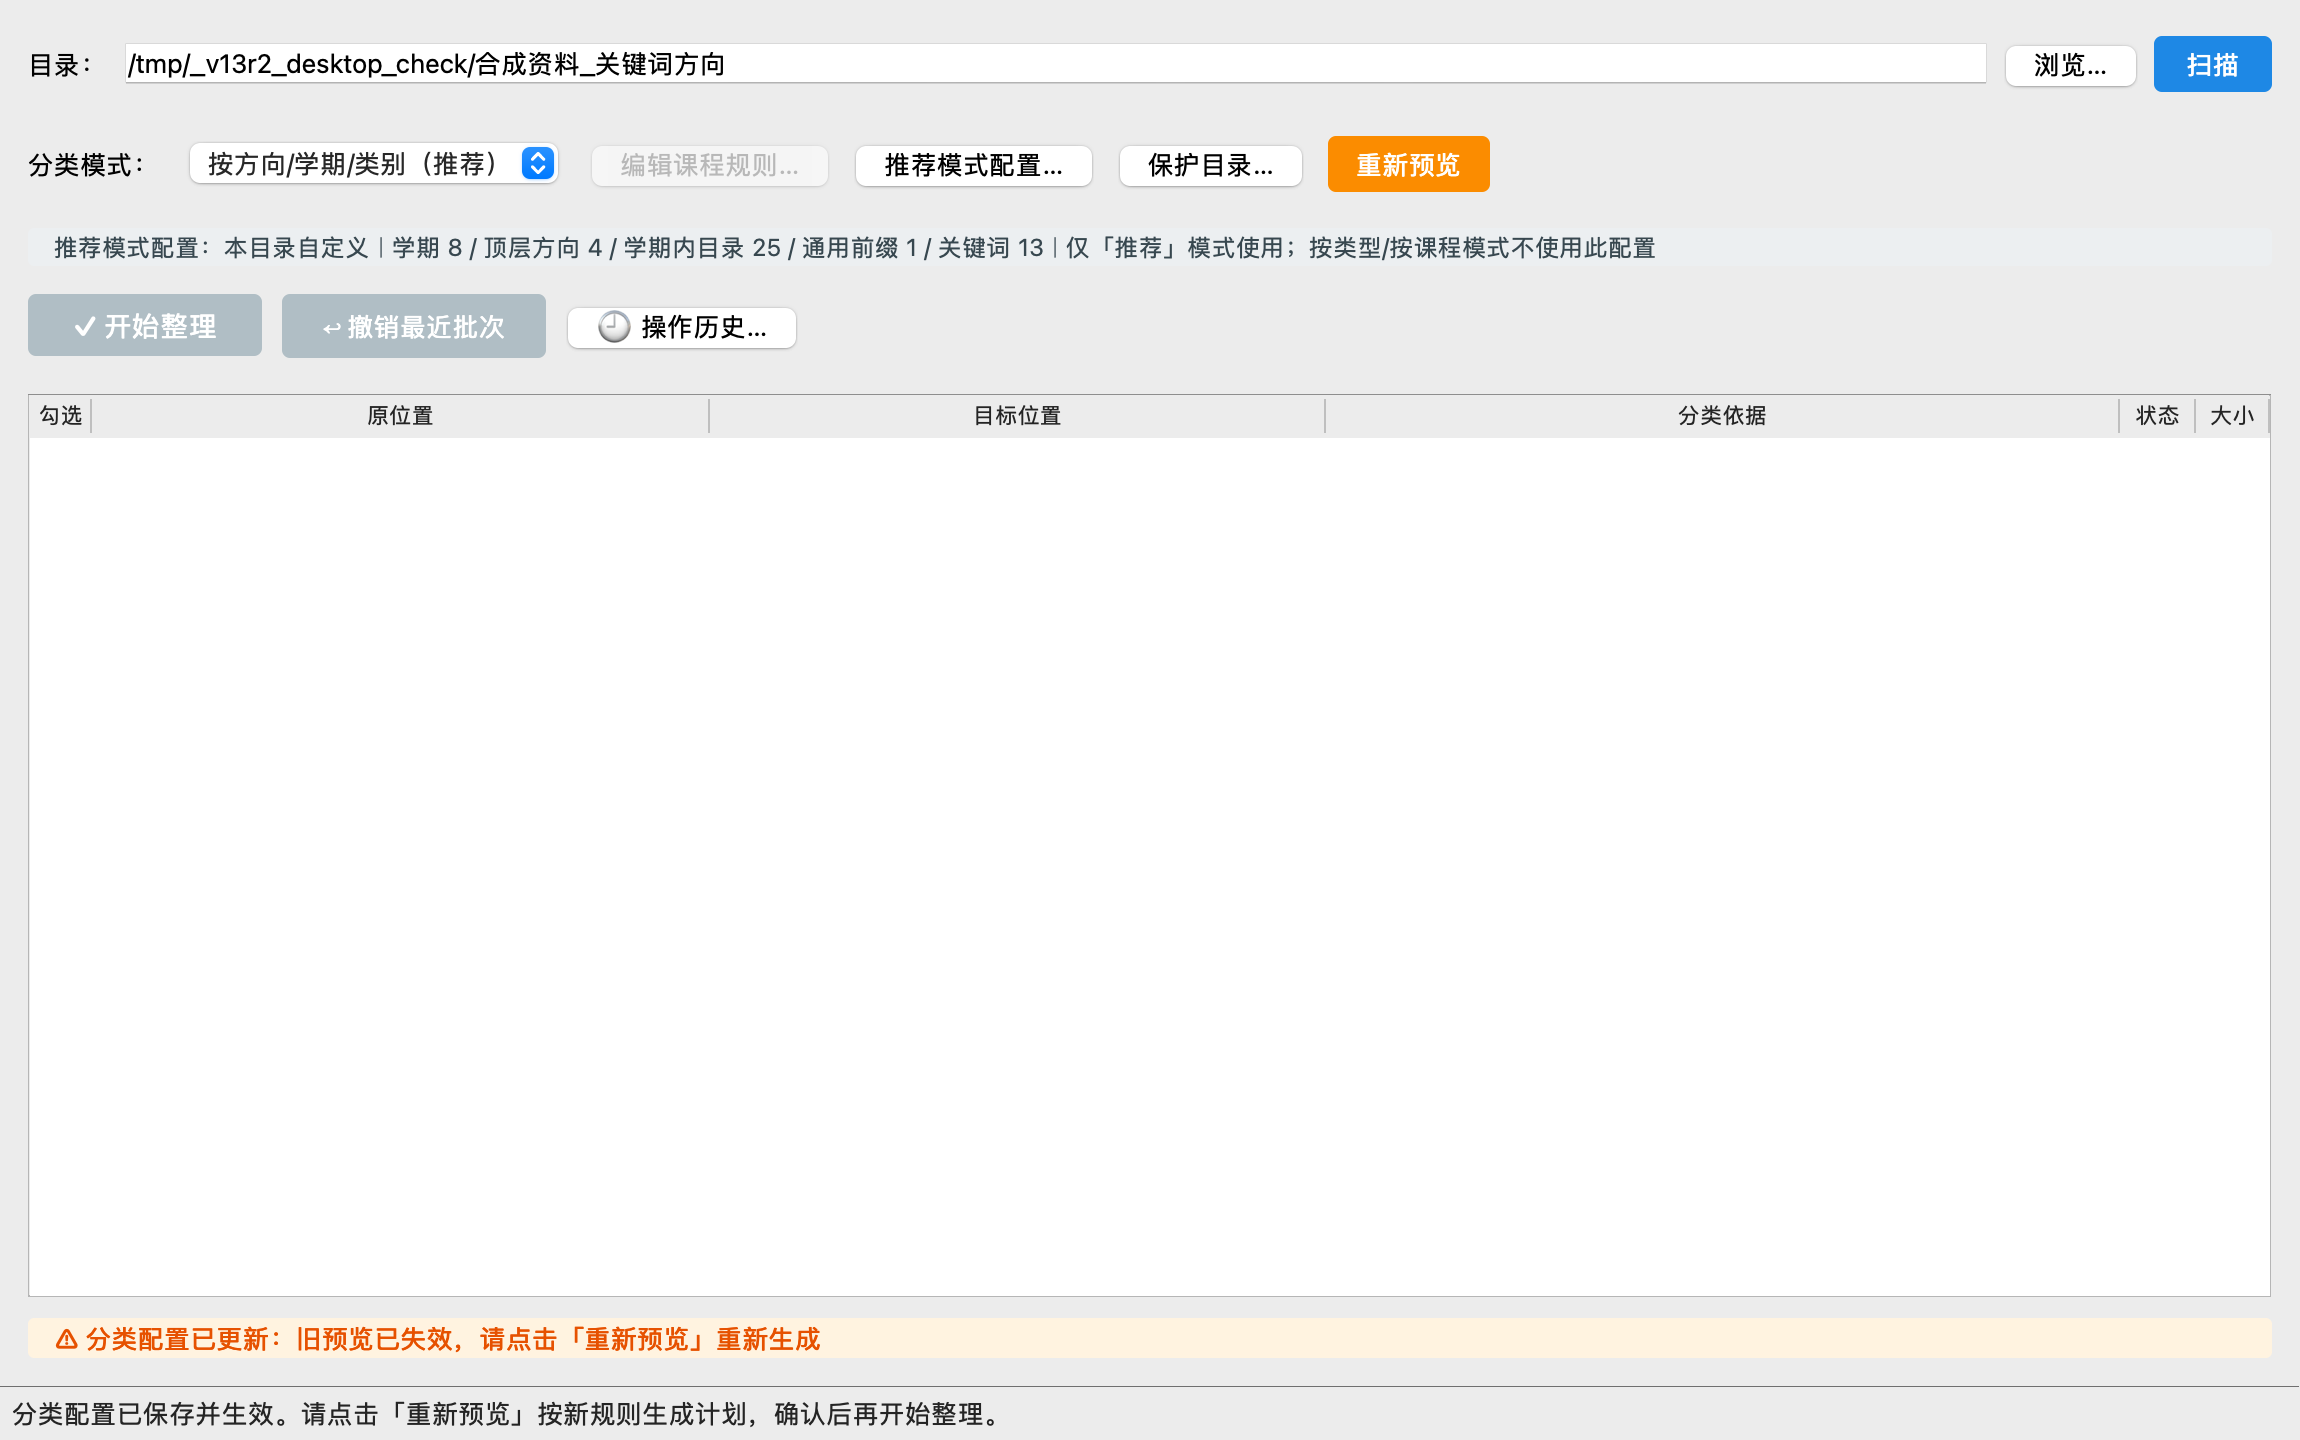 目录： /tmp/_v13r2_desktop_check/合成资料_关键词方向 浏览... 扫描
分类模式： 按方向/学期/类别（推荐） 编辑课程规则... 推荐模式配置... 保护目录... 重新预览
推荐模式配置：本目录自定义 | 学期 8 / 顶层方向 4 / 学期内目录 25 / 通用前缀 1 / 关键词 13 | 仅「推荐」模式使用；按类型/按课程模式不使用此配置
✓ 开始整理 ↩ 撤销最近批次 🕘 操作历史...
勾选 原位置 目标位置 分类依据 状态 大小
⚠ 分类配置已更新：旧预览已失效，请点击「重新预览」重新生成
分类配置已保存并生效。请点击「重新预览」按新规则生成计划，确认后再开始整理。